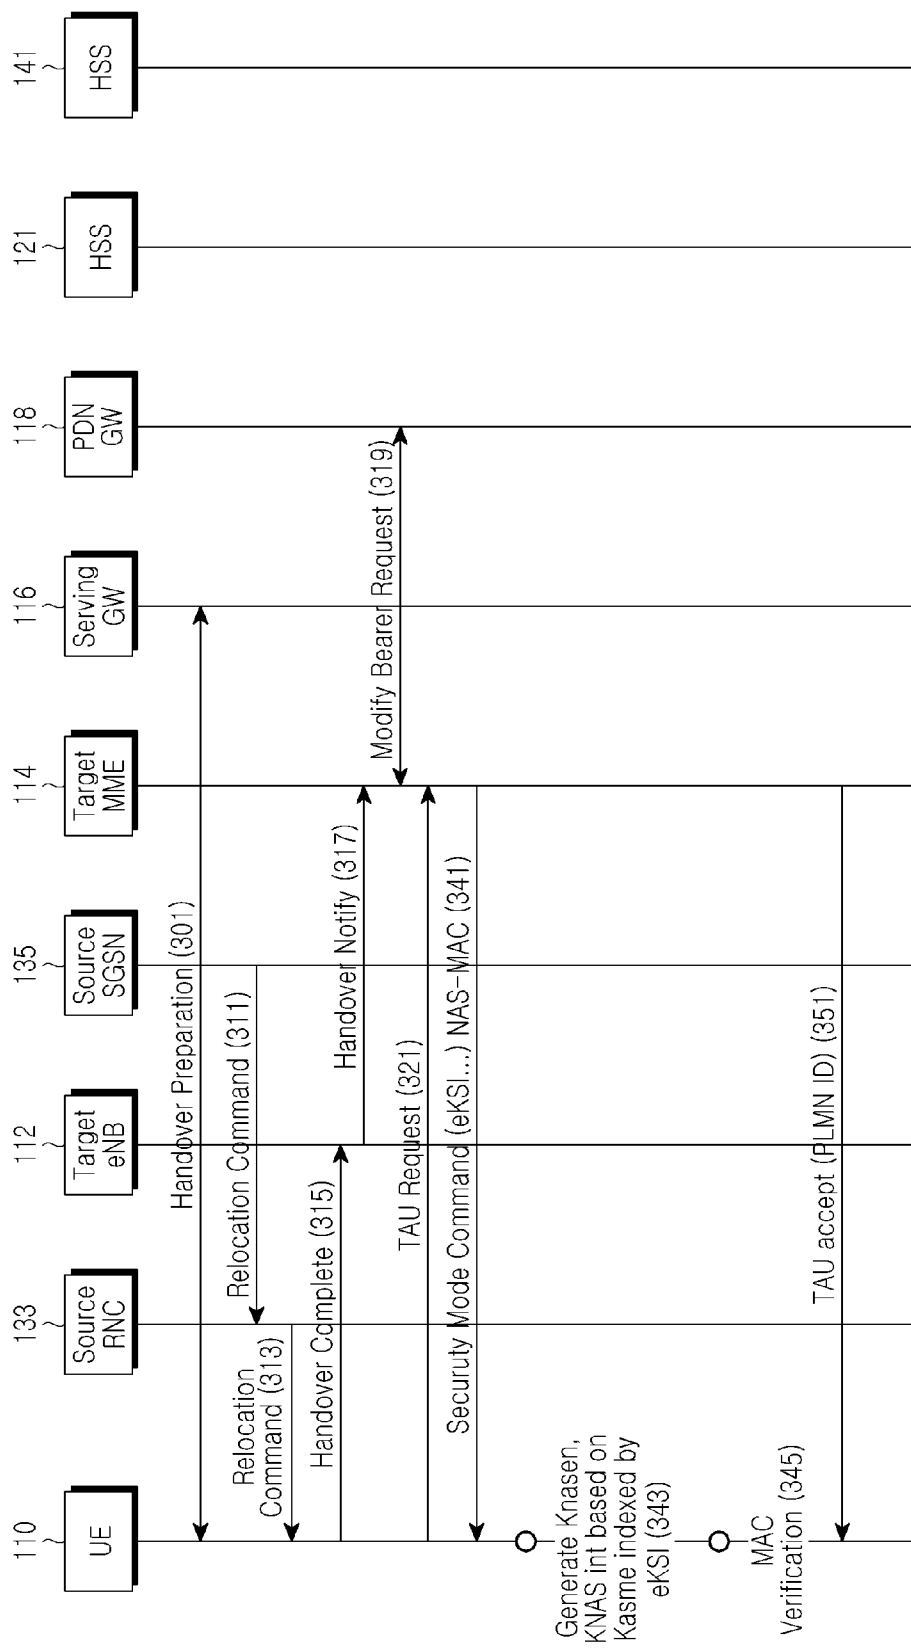 110
UE
133
Source
RNC
112
Target
eNB
135
Source
SGSN
114
Target
MME
116
Serving
GW
118
PDN
GW
121
HSS
141
HSS
Handover Preparation (301)
Relocation Command (311)
Relocation
Command (313)
Handover Complete (315)
Handover Notify (317)
Modify Bearer Request (319)
TAU Request (321)
Securuty Mode Command (eKSI...) NAS-MAC (341)
Generate Knasen,
KNAS int based on
Kasme indexed by
eKSI (343)
MAC
Verification (345)
TAU accept (PLMN ID) (351)